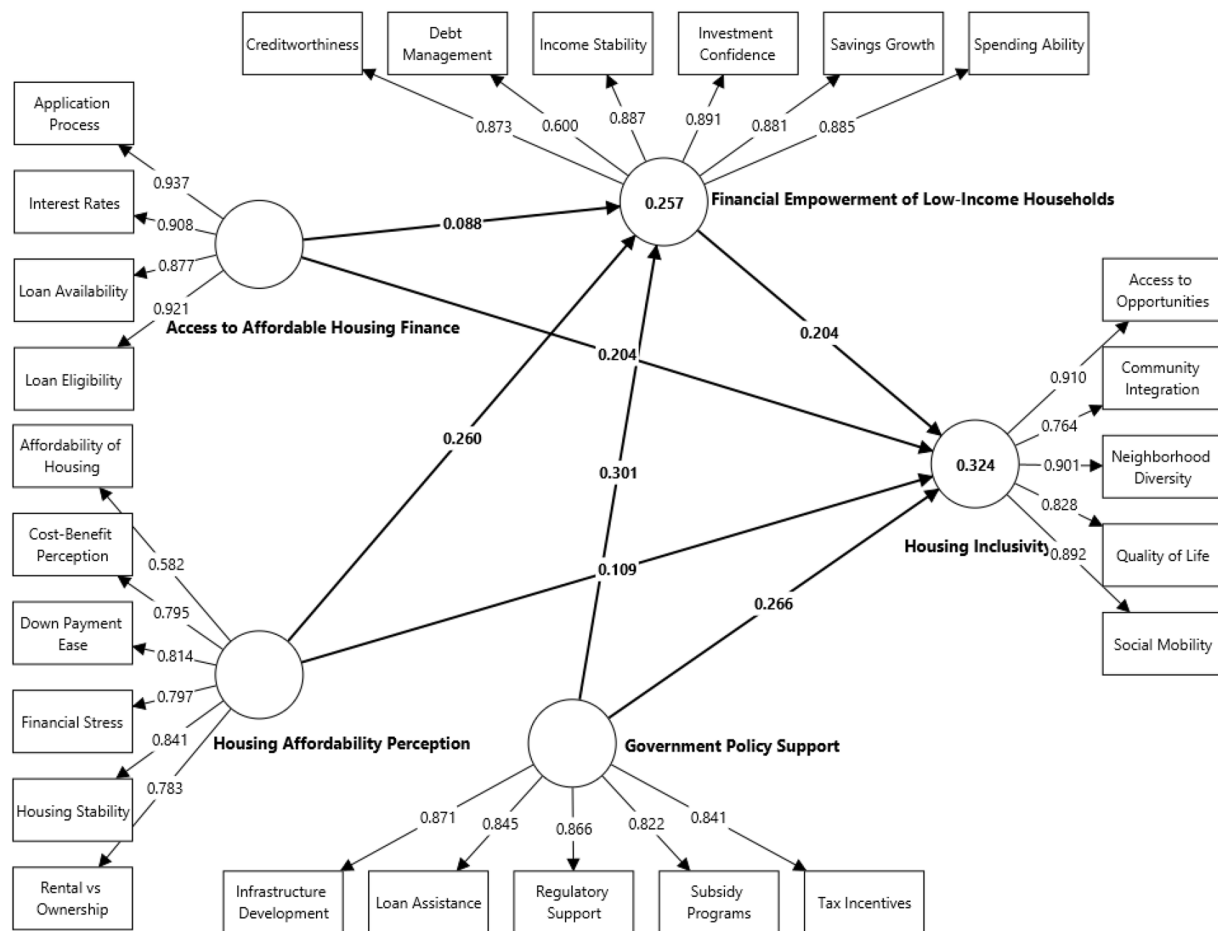 Creditworthiness
Debt
Management
Income Stability
Investment
Confidence
Savings Growth
Spending Ability
0.873
0.600
0.887
0.891
0.881
0.885
Application
Process
Interest Rates
Loan Availability
Loan Eligibility
0.937
0.908
0.877
0.921
Access to Affordable Housing Finance
0.257
Financial Empowerment of Low-Income Households
0.088
0.204
0.204
0.260
0.301
0.109
0.266
Affordability of
Housing
Cost-Benefit
Perception
Down Payment
Ease
Financial Stress
Housing Stability
Rental vs
Ownership
0.582
0.795
0.814
0.797
0.841
0.783
Housing Affordability Perception
0.324
Housing Inclusivity
Access to
Opportunities
Community
Integration
Neighborhood
Diversity
Quality of Life
Social Mobility
0.910
0.764
0.901
0.828
0.892
Government Policy Support
0.871
0.845
0.866
0.822
0.841
Infrastructure
Development
Loan Assistance
Regulatory
Support
Subsidy
Programs
Tax Incentives